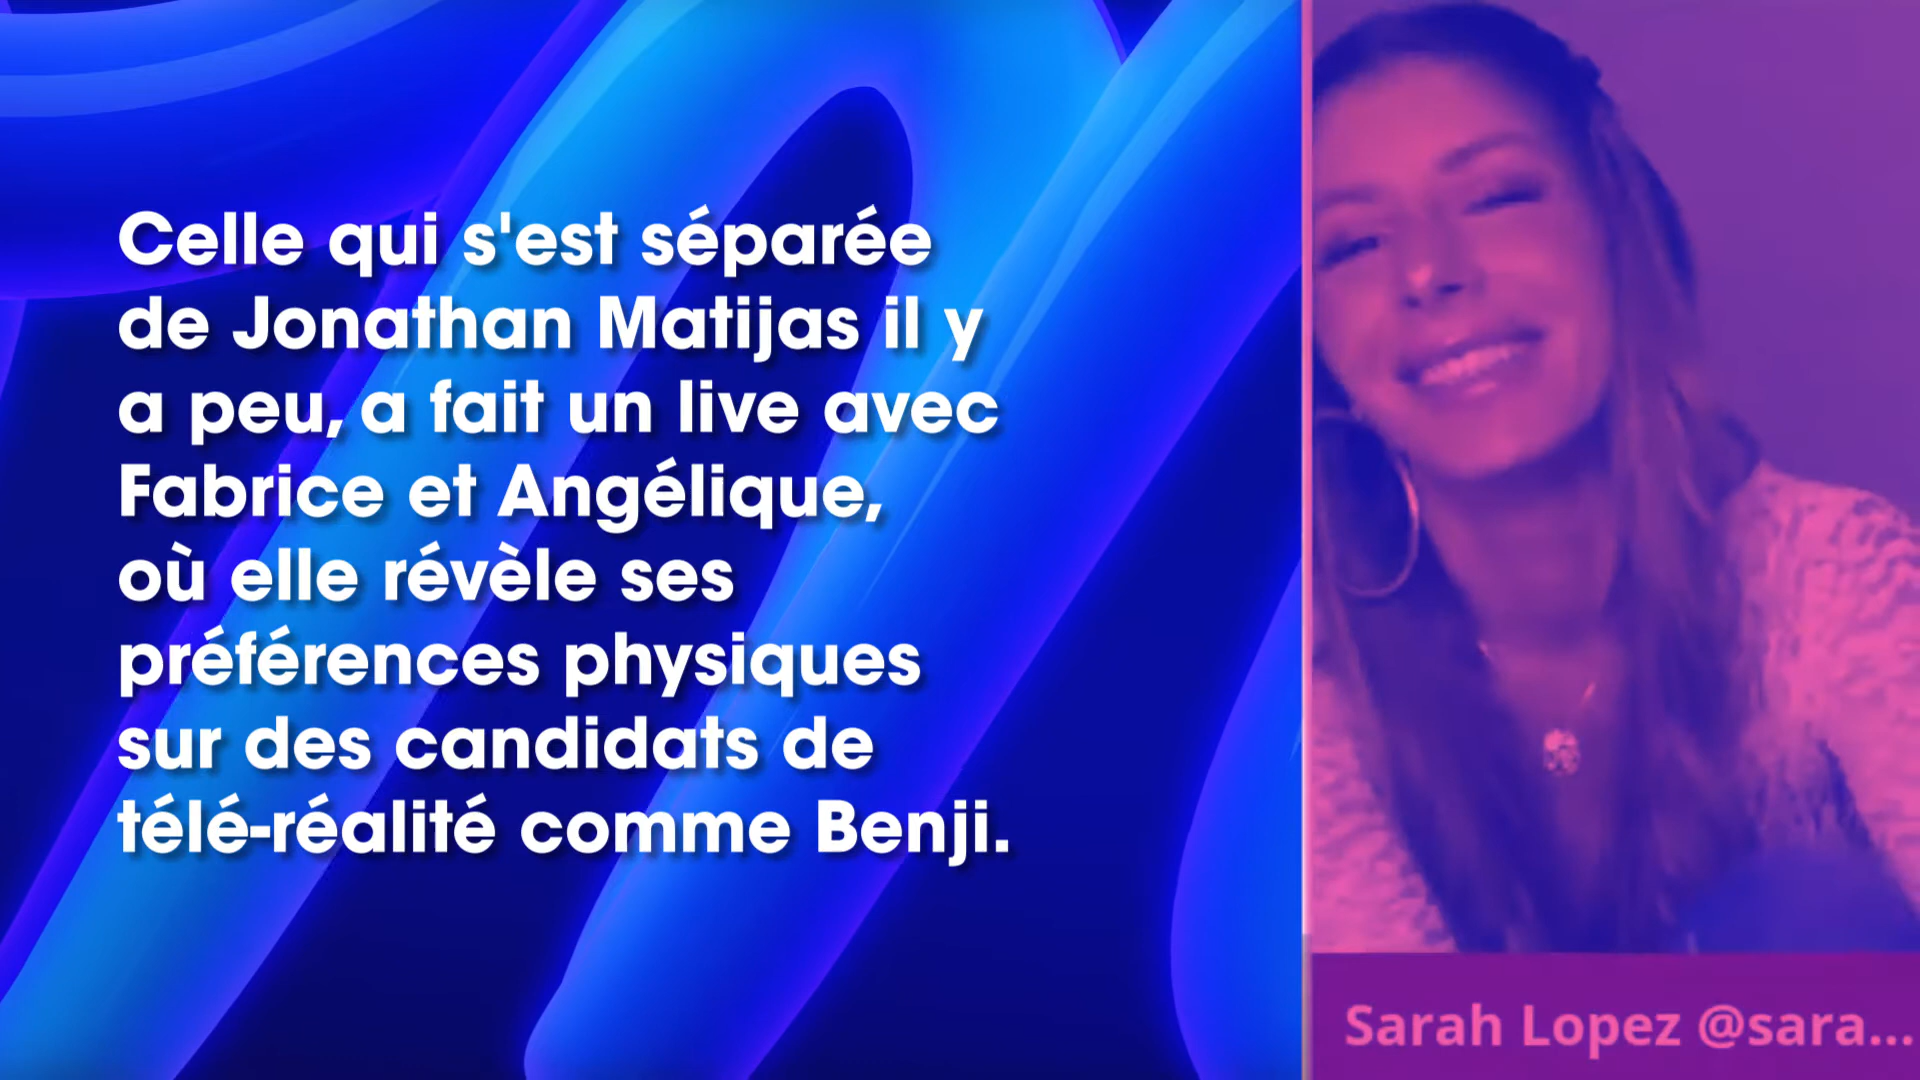 Celle qui s'est séparée
de Jonathan Matijas il y
a peu, a fait un live avec
Fabrice et Angélique,
où elle révèle ses
préférences physiques
sur des candidats de
télé-réalité comme Benji.
Sarah Lopez @sara...